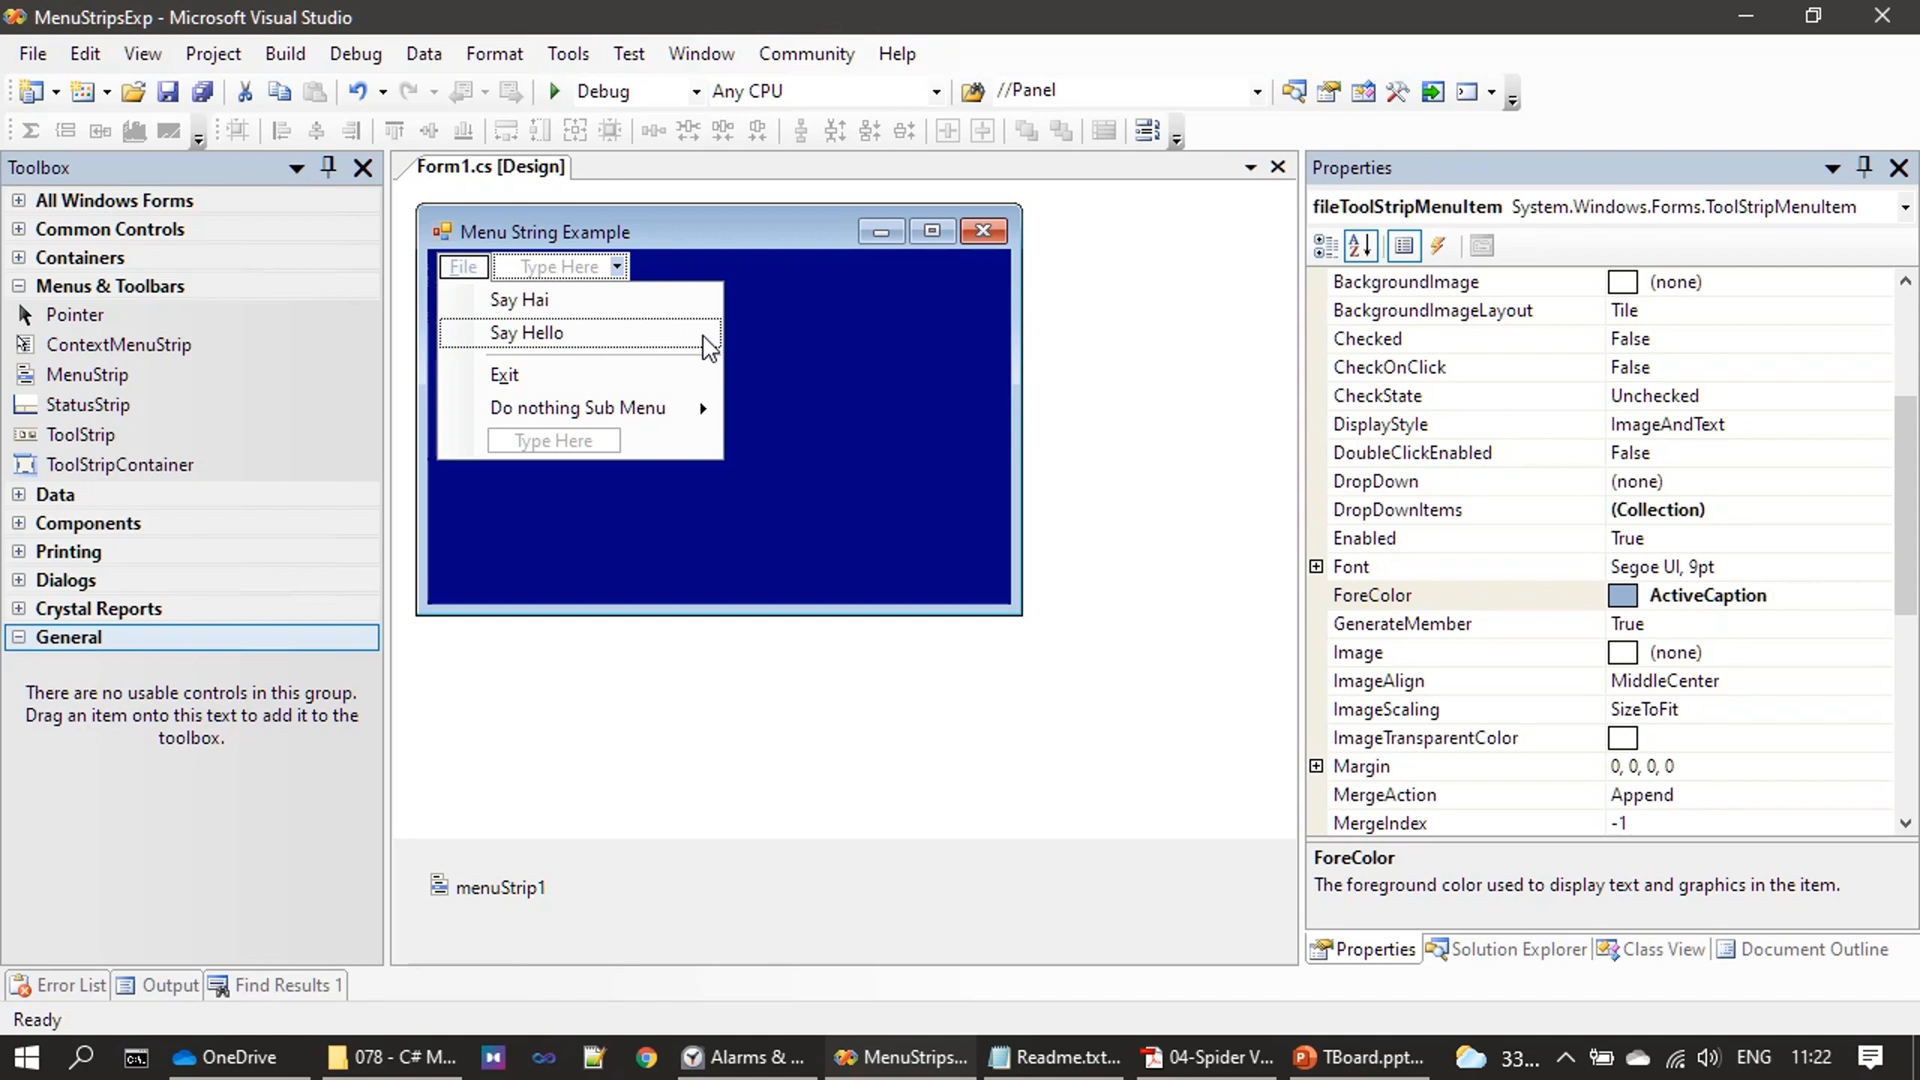 MenuStripsExp - Microsoft Visual Studio
File Edit View Project Build Debug Data Format Tools Test Window Community Help
Debug Any CPU //Panel
Toolbox
All Windows Forms
Common Controls
Containers
Menus & Toolbars
Pointer
ContextMenuStrip
MenuStrip
StatusStrip
ToolStrip
ToolStripContainer
Data
Components
Printing
Dialogs
Crystal Reports
General
There are no usable controls in this group.
Drag an item onto this text to add it to the
toolbox.
Form1.cs [Design]
Menu String Example
File Type Here
Say Hai
Say Hello
Exit
Do nothing Sub Menu
Type Here
menuStrip1
Properties
fileToolStripMenuItem System.Windows.Forms.ToolStripMenuItem
BackgroundImage (none)
BackgroundImageLayout Tile
Checked False
CheckOnClick False
CheckState Unchecked
DisplayStyle ImageAndText
DoubleClickEnabled False
DropDown (none)
DropDownItems (Collection)
Enabled True
Font Segoe UI, 9pt
ForeColor ActiveCaption
GenerateMember True
Image (none)
ImageAlign MiddleCenter
ImageScaling SizeToFit
ImageTransparentColor
Margin 0, 0, 0, 0
MergeAction Append
MergeIndex -1
ForeColor
The foreground color used to display text and graphics in the item.
Properties Solution Explorer Class View Document Outline
Error List Output Find Results 1
Ready
OneDrive 078 - C# M... Alarms & ... MenuStrips... Readme.txt... 04-Spider V... TBoard.ppt... 33... ENG 11:22